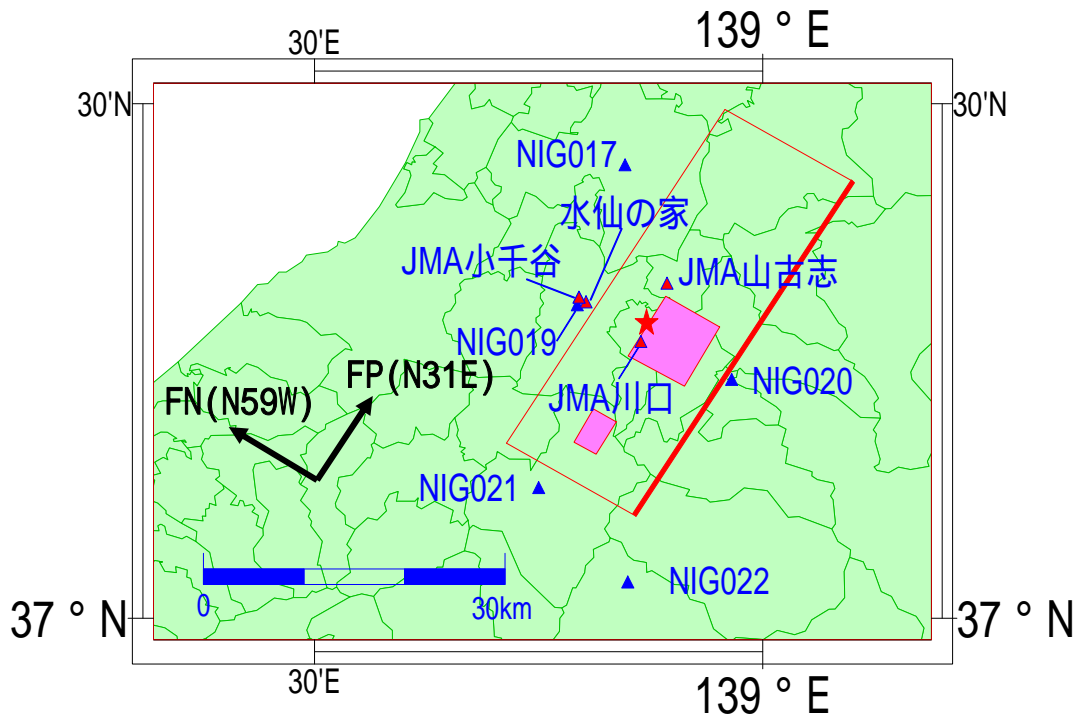 139 ° E
30'E
30'N
30'N
NIG017
水仙の家
JMA小千谷
JMA山古志
NIG019
FP(N31E)
FN(N59W)
JMA川口
NIG020
NIG021
NIG022
0
30km
37 ° N
37 ° N
30'E
139 ° E